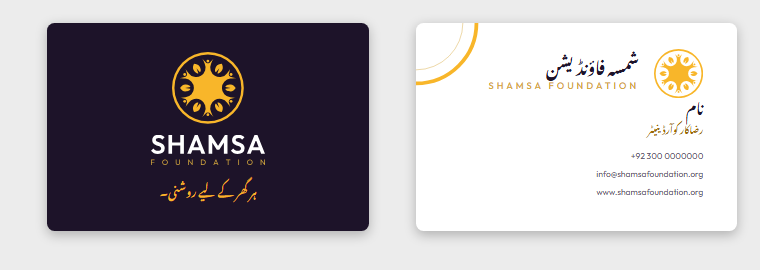 SHAMSA
FOUNDATION
ہر گھر کے لیے روشنی۔
شمسہ فاؤنڈیشن
SHAMSA FOUNDATION
نام
رضاکار کوآرڈینیٹر
+92 300 0000000
info@shamsafoundation.org
www.shamsafoundation.org